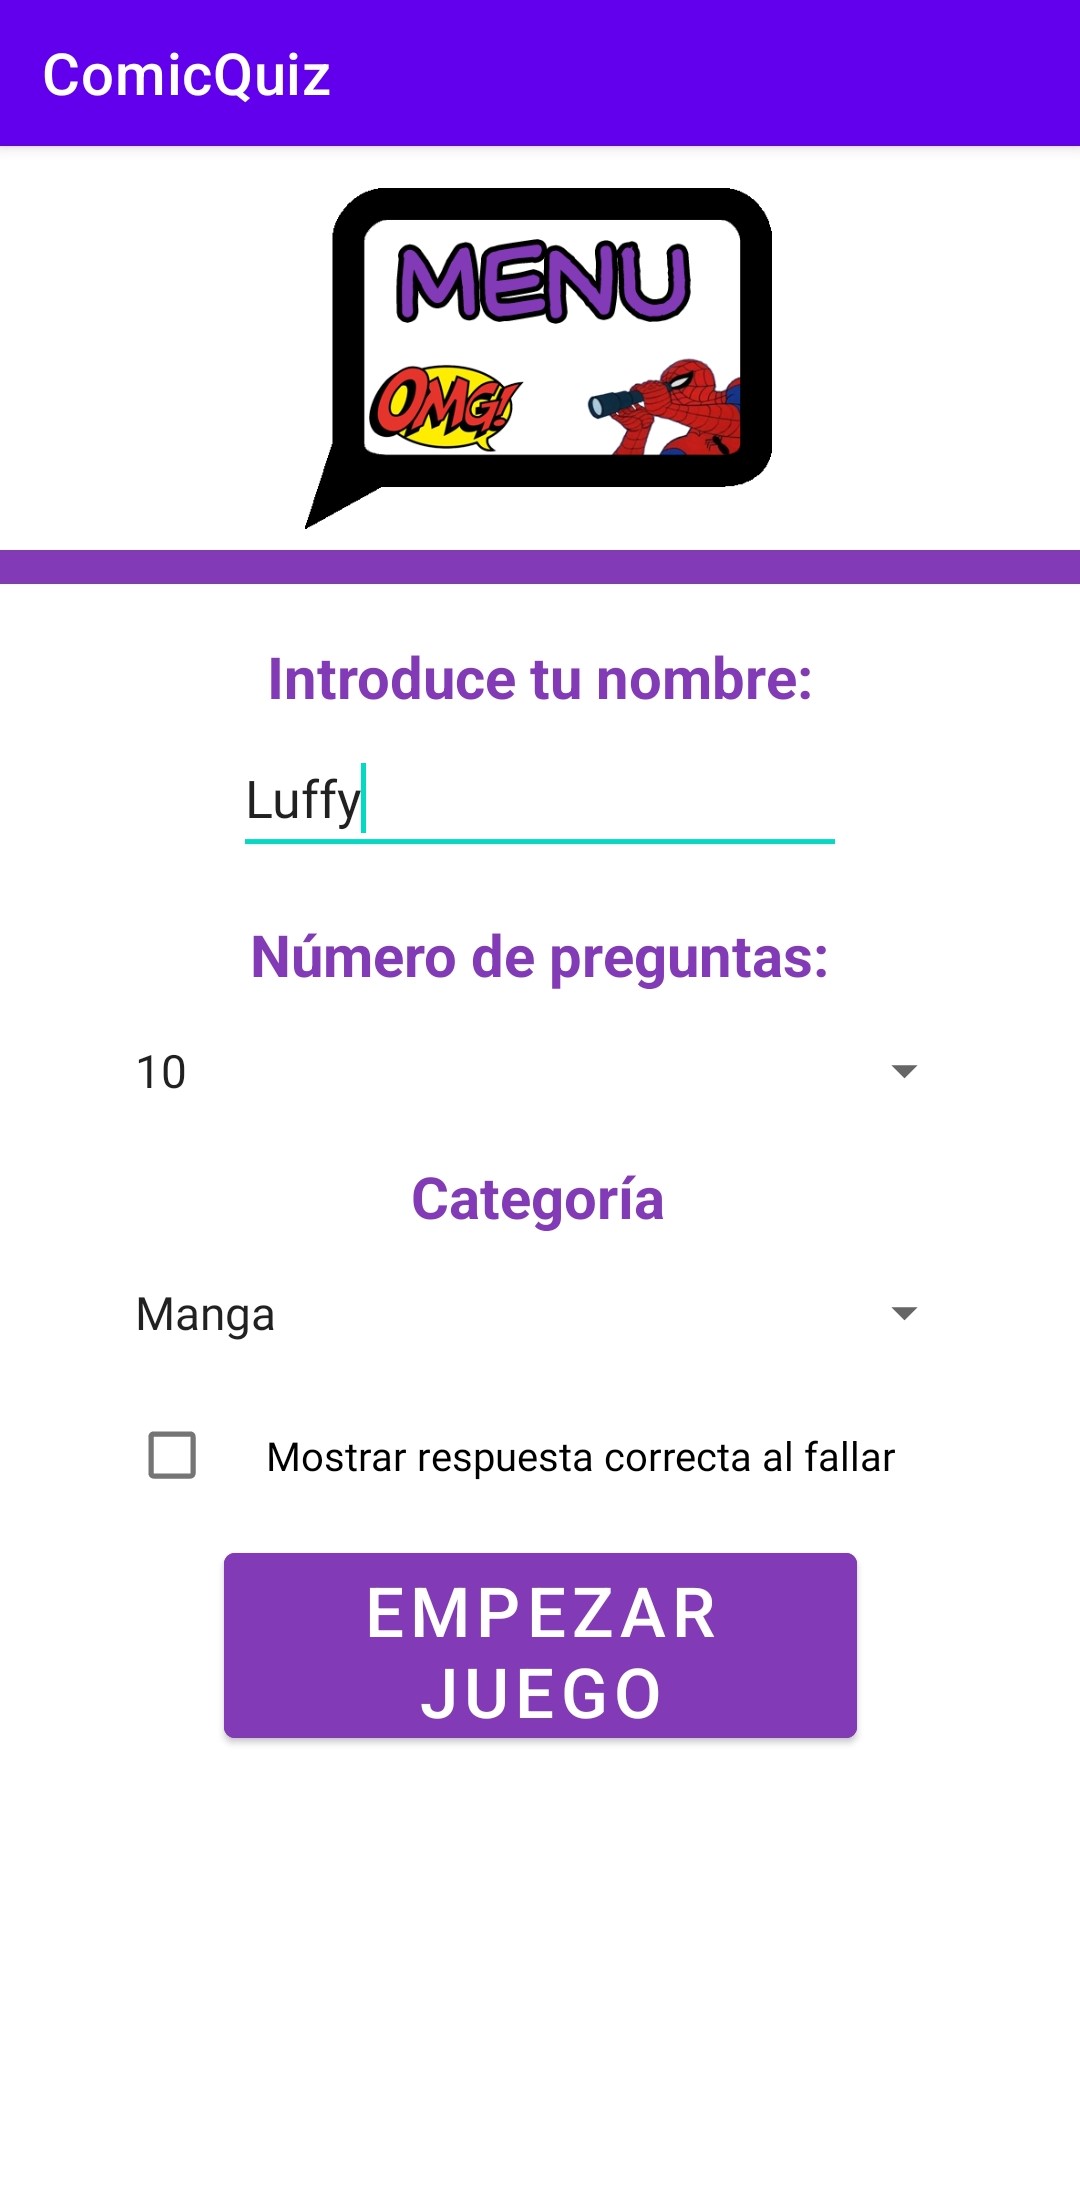 ComicQuiz
MENU
OMG!
Introduce tu nombre:
Luffy
Número de preguntas:
10
Categoría
Manga
Mostrar respuesta correcta al fallar
EMPEZAR
JUEGO